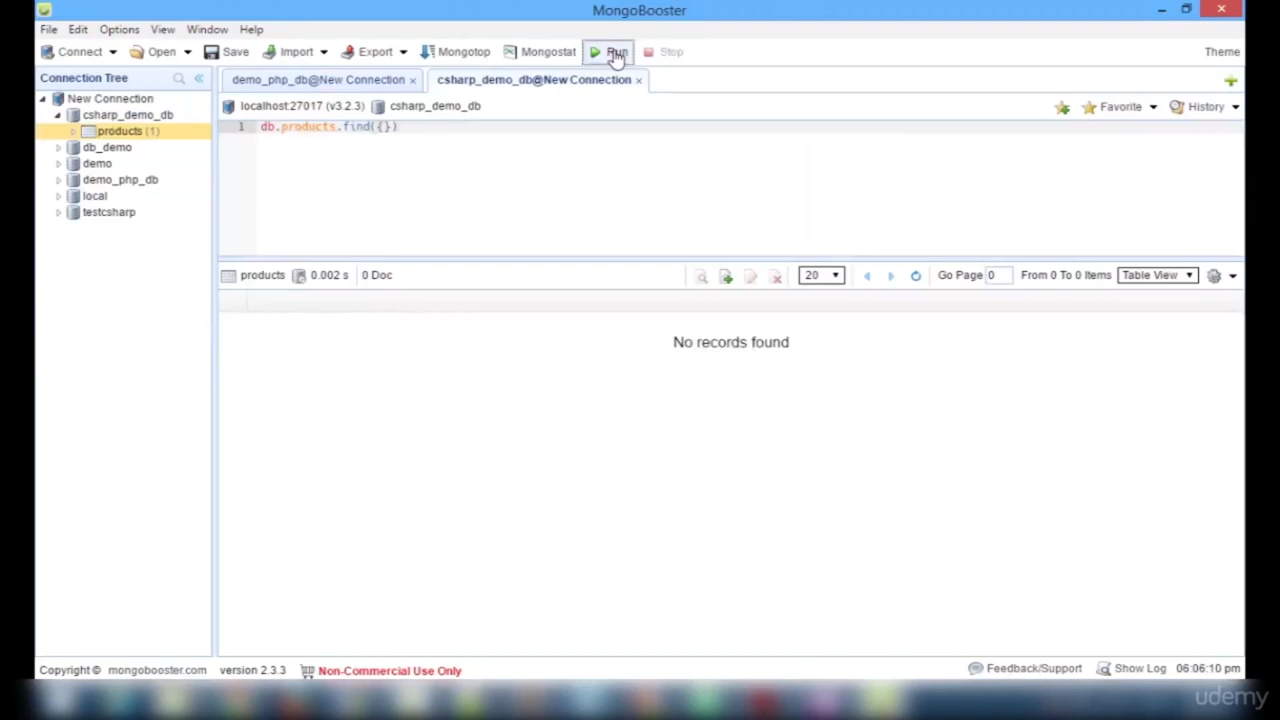 MongoBooster
File Edit Options View Window Help
Connect Open Save Import Export Mongotop Mongostat Run Stop Theme
Connection Tree
demo_php_db@New Connection × csharp_demo_db@New Connection ×
New Connection
csharp_demo_db
products (1)
db_demo
demo
demo_php_db
local
testcsharp
localhost:27017 (v3.2.3) csharp_demo_db Favorite History
1 db.products.find({})
products 0.002 s 0 Doc 20 Go Page 0 From 0 To 0 Items Table View
No records found
Copyright © mongobooster.com version 2.3.3 Non-Commercial Use Only Feedback/Support Show Log 06:06:10 pm
udemy